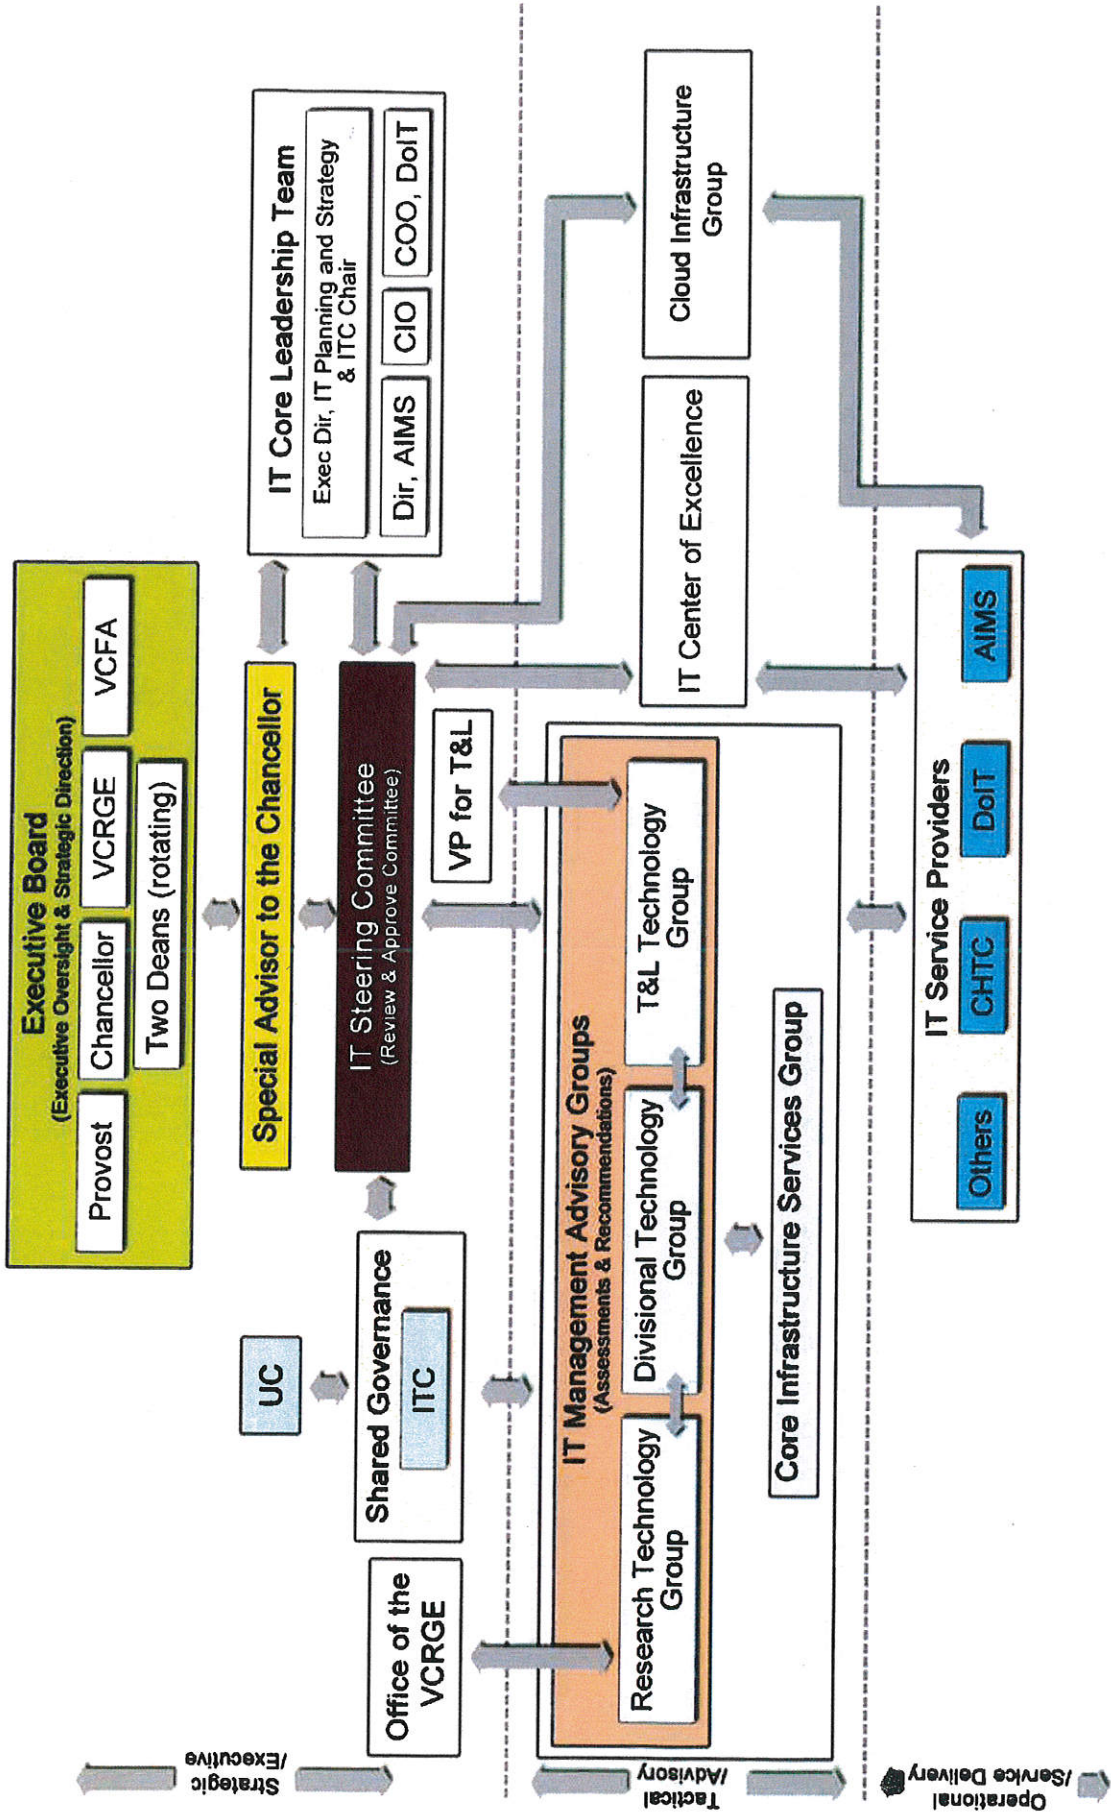 Executive Board
(Executive Oversight & Strategic Direction)
Provost
Chancellor
VCRGE
VCFA
Two Deans (rotating)
UC
Special Advisor to the Chancellor
IT Core Leadership Team
Exec Dir, IT Planning and Strategy
& ITC Chair
Dir, AIMS
CIO
COO, DoIT
Office of the
VCRGE
Shared Governance
ITC
IT Steering Committee
(Review & Approve Committee)
VP for T&L
Strategic
/Executive
IT Management Advisory Groups
(Assessments & Recommendations)
Research Technology
Group
Divisional Technology
Group
T&L Technology
Group
Core Infrastructure Services Group
IT Center of Excellence
Cloud Infrastructure
Group
Tactical
/Advisory
IT Service Providers
Others
CHTC
DoIT
AIMS
Operational
/Service Delivery